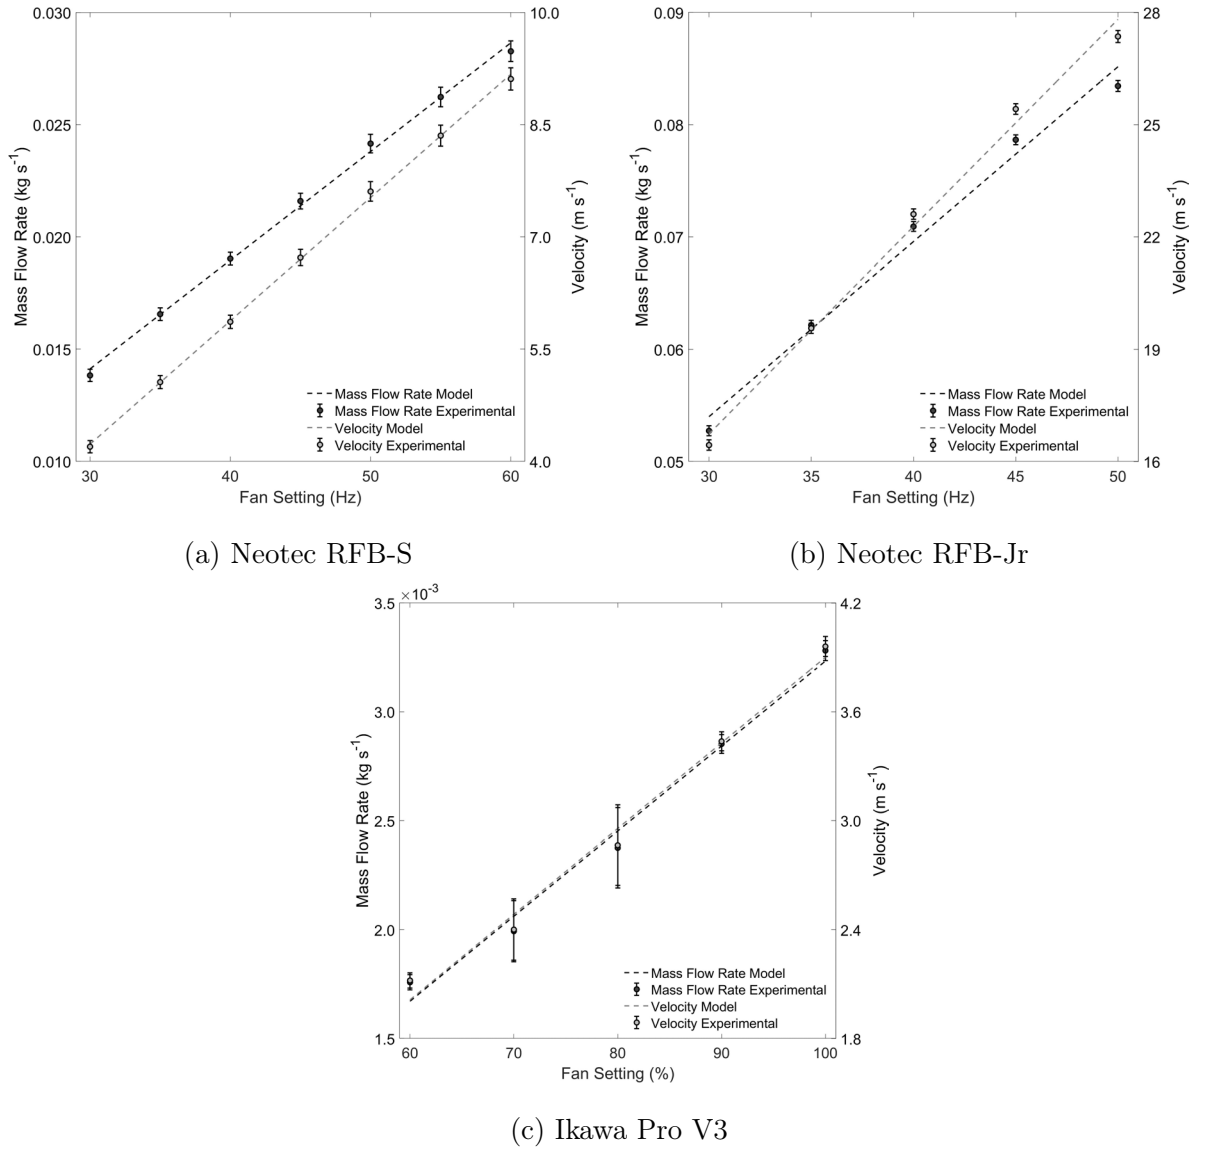 0.030
0.025
0.020
0.015
0.010
Mass Flow Rate (kg s-1)
10.0
8.5
7.0
5.5
4.0
Velocity (m s-1)
Mass Flow Rate Model
Mass Flow Rate Experimental
Velocity Model
Velocity Experimental
30 40 50 60
Fan Setting (Hz)
(a) Neotec RFB-S
0.09
0.08
0.07
0.06
0.05
Mass Flow Rate (kg s-1)
28
25
22
19
16
Velocity (m s-1)
Mass Flow Rate Model
Mass Flow Rate Experimental
Velocity Model
Velocity Experimental
30 35 40 45 50
Fan Setting (Hz)
(b) Neotec RFB-Jr
×10-3
3.5
3.0
2.5
2.0
1.5
Mass Flow Rate (kg s-1)
4.2
3.6
3.0
2.4
1.8
Velocity (m s-1)
Mass Flow Rate Model
Mass Flow Rate Experimental
Velocity Model
Velocity Experimental
60 70 80 90 100
Fan Setting (%)
(c) Ikawa Pro V3